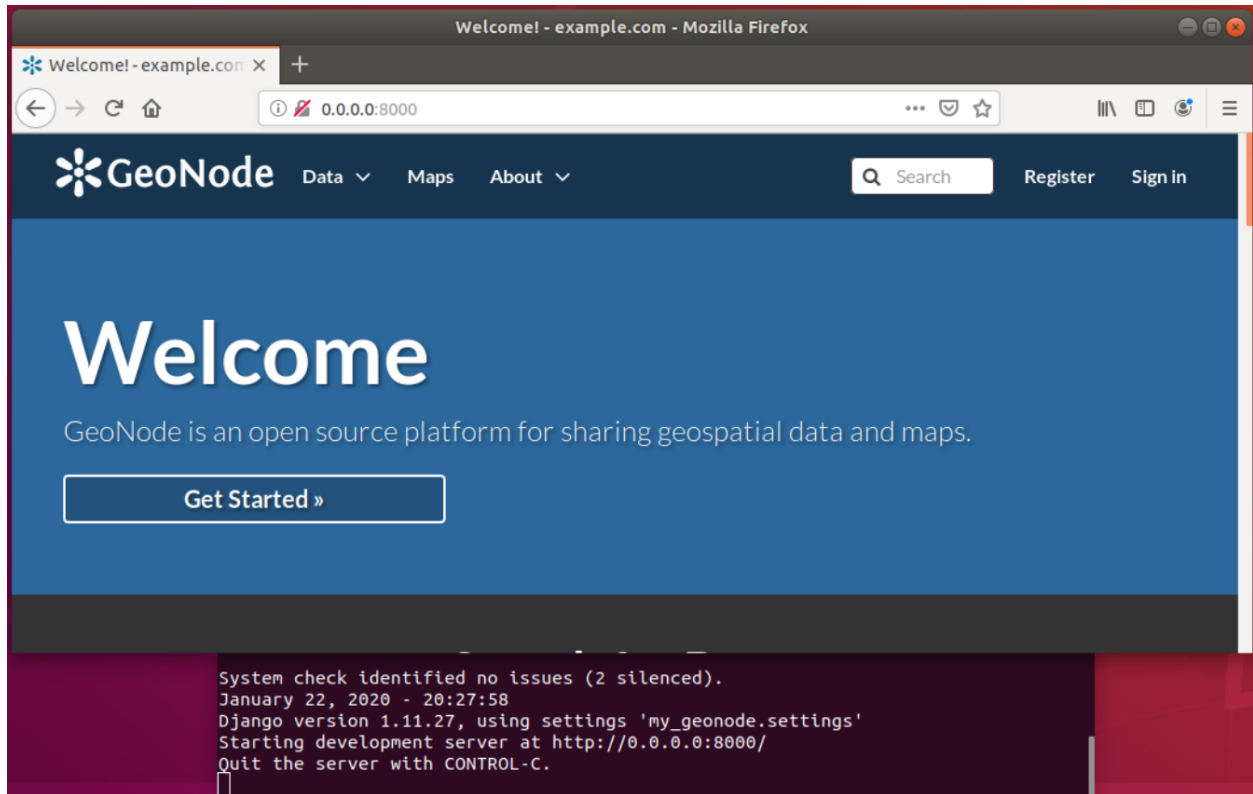 Welcome! - example.com - Mozilla Firefox
Welcome! - example.com
0.0.0.0:8000
GeoNode Data Maps About Search Register Sign in
Welcome
GeoNode is an open source platform for sharing geospatial data and maps.
Get Started »
System check identified no issues (2 silenced).
January 22, 2020 - 20:27:58
Django version 1.11.27, using settings 'my_geonode.settings'
Starting development server at http://0.0.0.0:8000/
Quit the server with CONTROL-C.